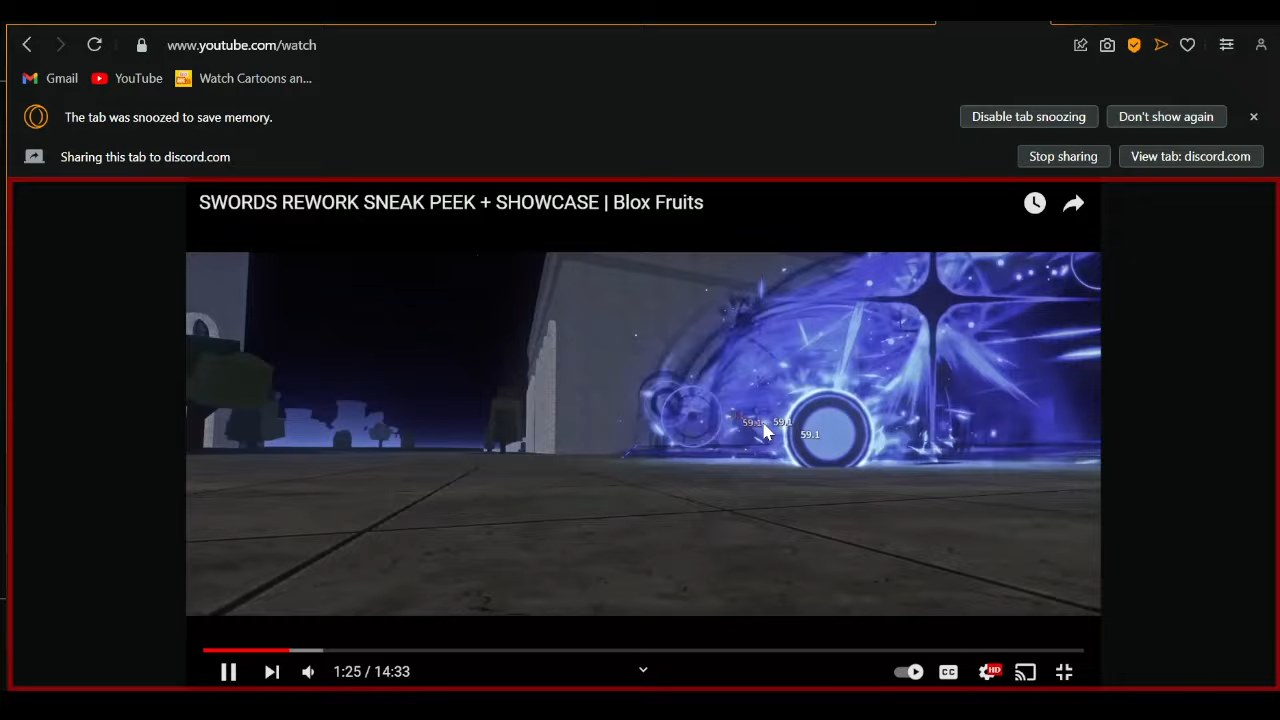 www.youtube.com/watch
Gmail YouTube Watch Cartoons an...
The tab was snoozed to save memory. Disable tab snoozing Don't show again
Sharing this tab to discord.com Stop sharing View tab: discord.com
SWORDS REWORK SNEAK PEEK + SHOWCASE | Blox Fruits
59.1 59.1
59.1
1:25 / 14:33 CC HD